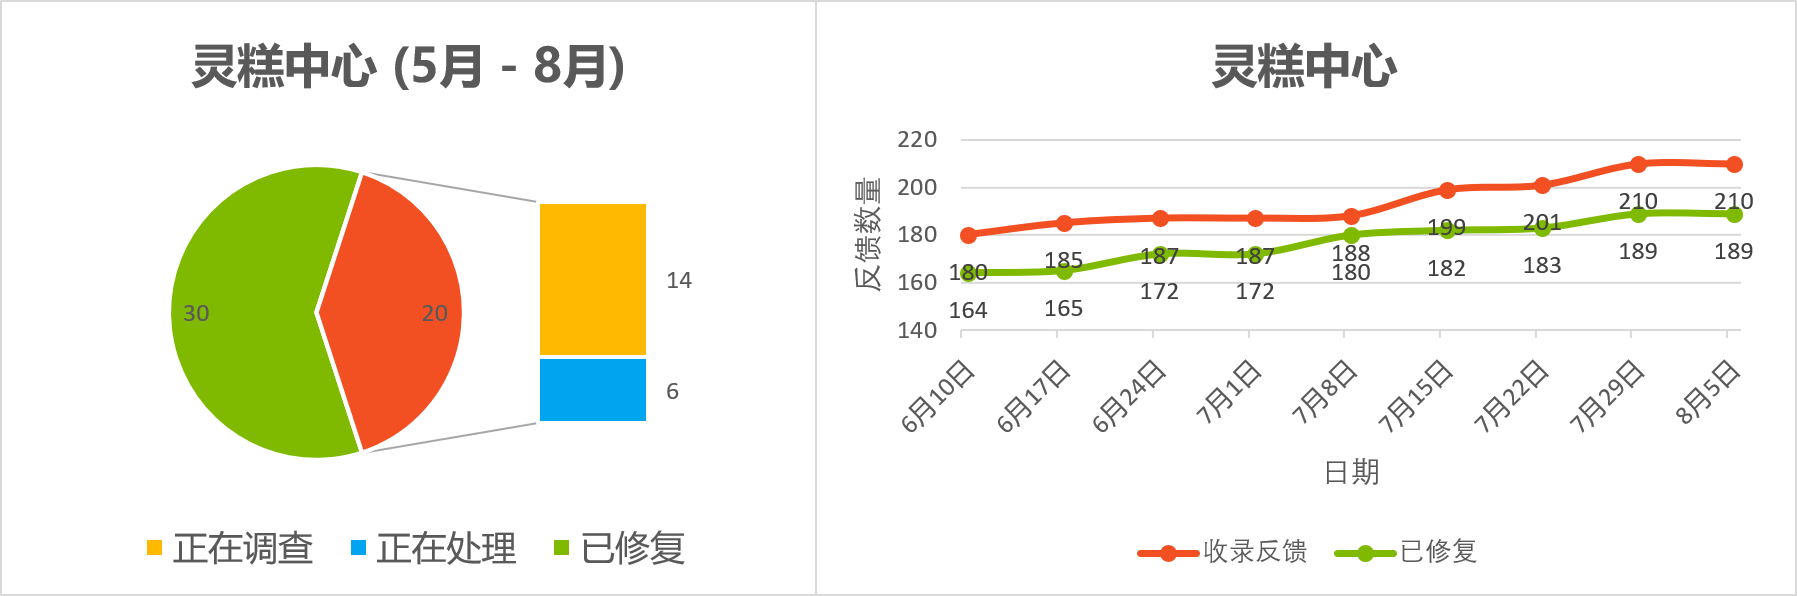 灵糕中心 (5月 - 8月)
30
20
14
6
正在调查 正在处理 已修复
灵糕中心
反馈数量
220
200
180
160
140
180 185 187 187 188 199 201 210 210
164 165 172 172 180 182 183 189 189
6月10日 6月17日 6月24日 7月1日 7月8日 7月15日 7月22日 7月29日 8月5日
日期
收录反馈 已修复